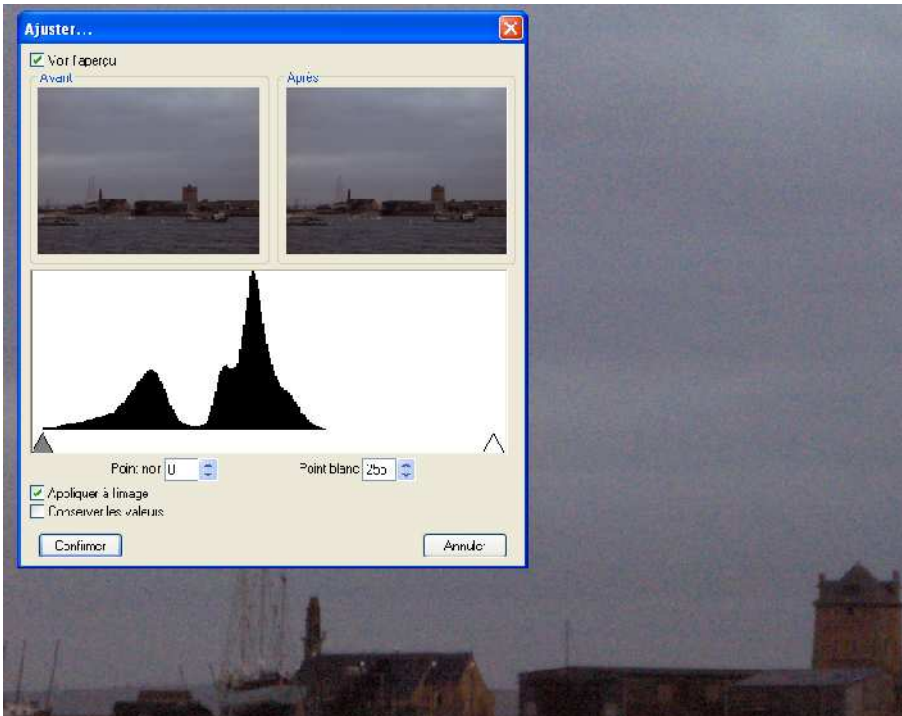 Ajuster...
Voir l'aperçu
Avant
Après
Point noir 0
Point blanc 255
Appliquer à l'image
Conserver les valeurs
Confirmer
Annuler